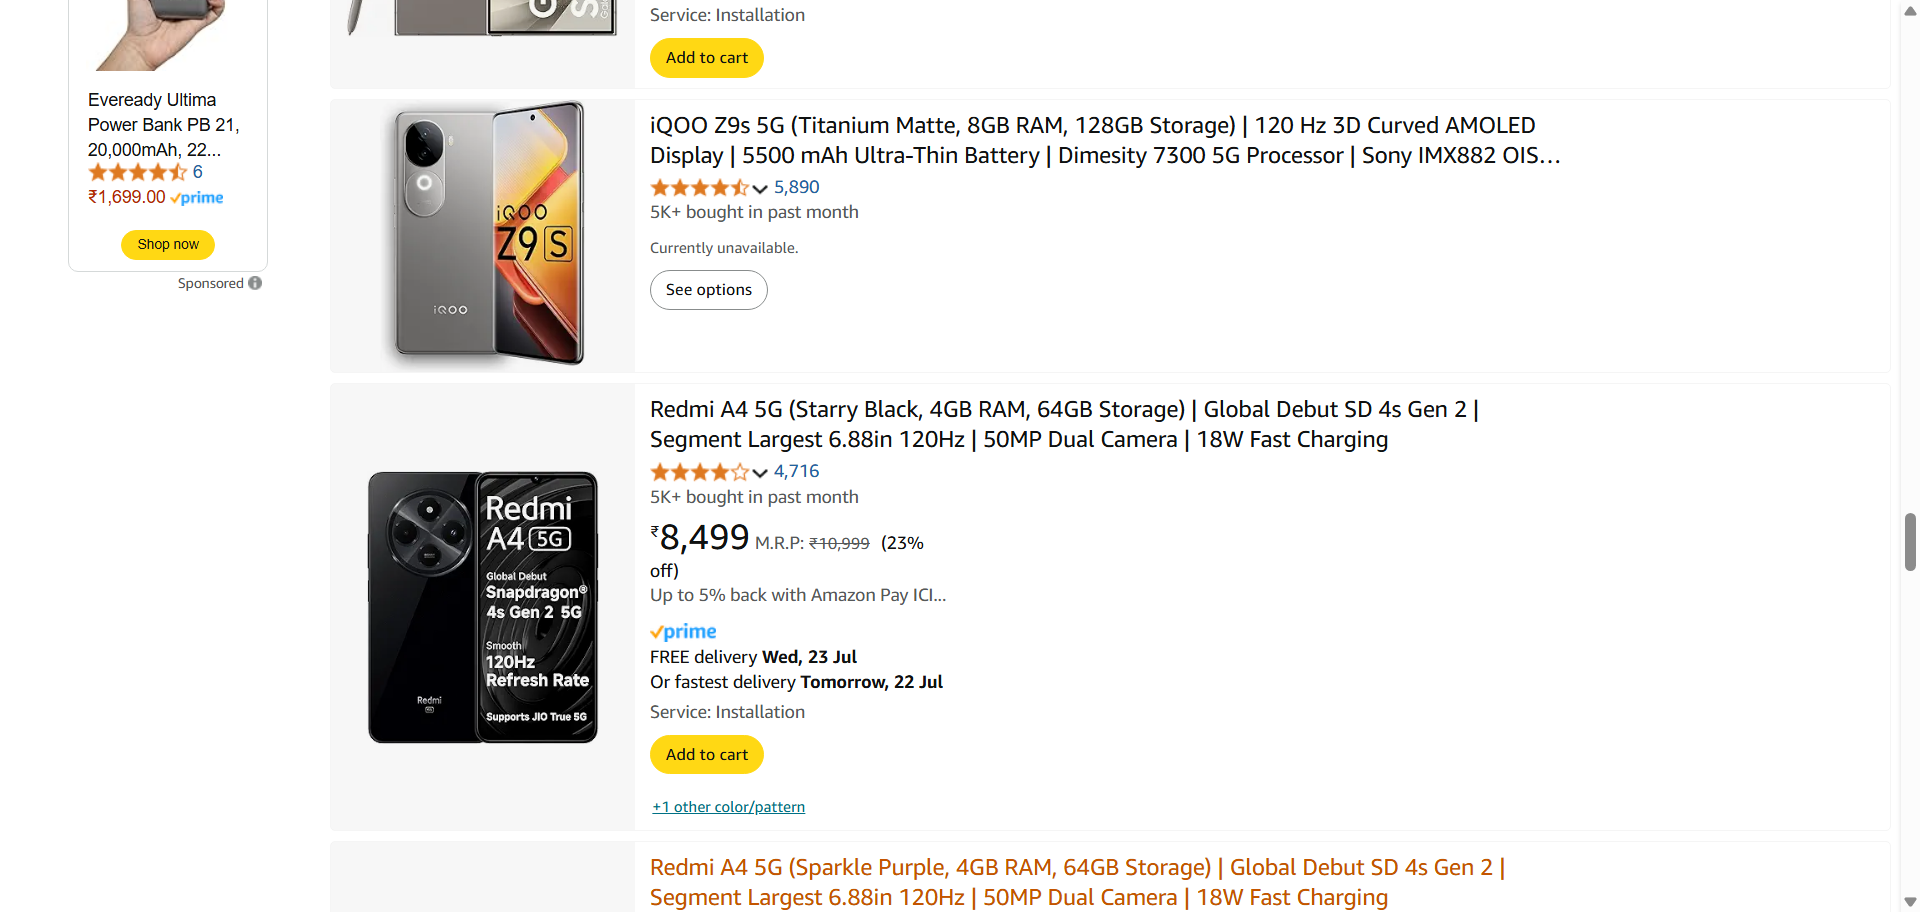 Service: Installation
Add to cart
Eveready Ultima
Power Bank PB 21,
20,000mAh, 22...
6
₹1,699.00 prime
Shop now
Sponsored
iQOO
Z9S
iQOO
iQOO Z9s 5G (Titanium Matte, 8GB RAM, 128GB Storage) | 120 Hz 3D Curved AMOLED
Display | 5500 mAh Ultra-Thin Battery | Dimesity 7300 5G Processor | Sony IMX882 OIS…
5,890
5K+ bought in past month
Currently unavailable.
See options
Redmi
A4 5G
Global Debut
Snapdragon®
4s Gen 2 5G
Smooth
120Hz
Refresh Rate
Supports JIO True 5G
Redmi
Redmi A4 5G (Starry Black, 4GB RAM, 64GB Storage) | Global Debut SD 4s Gen 2 |
Segment Largest 6.88in 120Hz | 50MP Dual Camera | 18W Fast Charging
4,716
5K+ bought in past month
₹8,499 M.R.P: ₹10,999 (23%
off)
Up to 5% back with Amazon Pay ICI...
prime
FREE delivery Wed, 23 Jul
Or fastest delivery Tomorrow, 22 Jul
Service: Installation
Add to cart
+1 other color/pattern
Redmi A4 5G (Sparkle Purple, 4GB RAM, 64GB Storage) | Global Debut SD 4s Gen 2 |
Segment Largest 6.88in 120Hz | 50MP Dual Camera | 18W Fast Charging